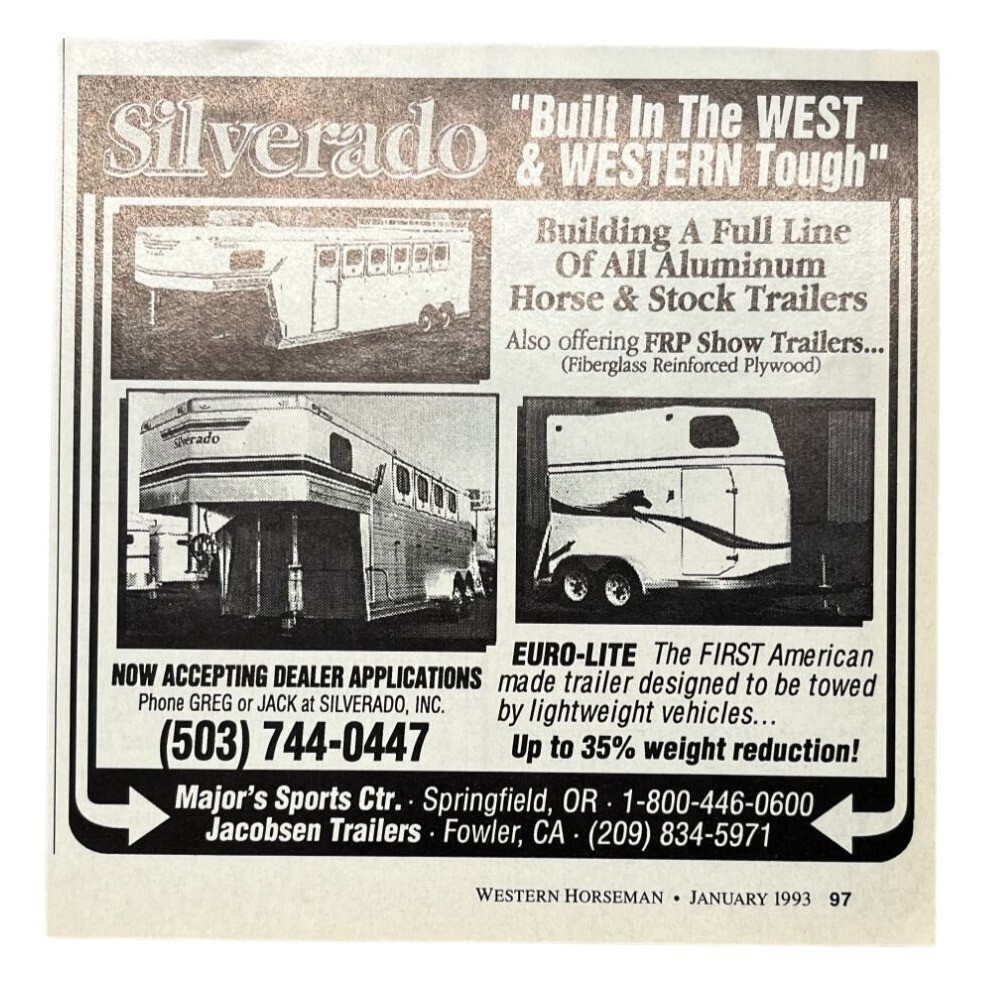 Silverado
"Built In The WEST
& WESTERN Tough"
Building A Full Line
Of All Aluminum
Horse & Stock Trailers
Also offering FRP Show Trailers...
(Fiberglass Reinforced Plywood)
Silverado
NOW ACCEPTING DEALER APPLICATIONS
Phone GREG or JACK at SILVERADO, INC.
(503) 744-0447
EURO-LITE The FIRST American
made trailer designed to be towed
by lightweight vehicles...
Up to 35% weight reduction!
Major's Sports Ctr. · Springfield, OR · 1-800-446-0600
Jacobsen Trailers · Fowler, CA · (209) 834-5971
WESTERN HORSEMAN • JANUARY 1993 97